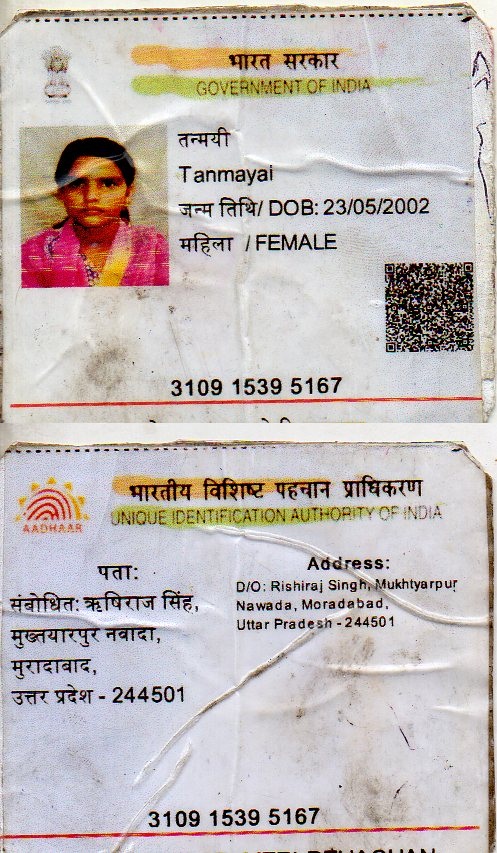 भारत सरकार
GOVERNMENT OF INDIA
तन्मयी
Tanmayai
जन्म तिथि/ DOB: 23/05/2002
महिला / FEMALE
3109 1539 5167
भारतीय विशिष्ट पहचान प्राधिकरण
AADHAAR
UNIQUE IDENTIFICATION AUTHORITY OF INDIA
पता:
संबोधित: ऋषिराज सिंह,
मुख्तयारपुर नवादा,
मुरादाबाद,
उत्तर प्रदेश - 244501
Address:
D/O: Rishiraj Singh, Mukhtyarpur
Nawada, Moradabad,
Uttar Pradesh - 244501
3109 1539 5167